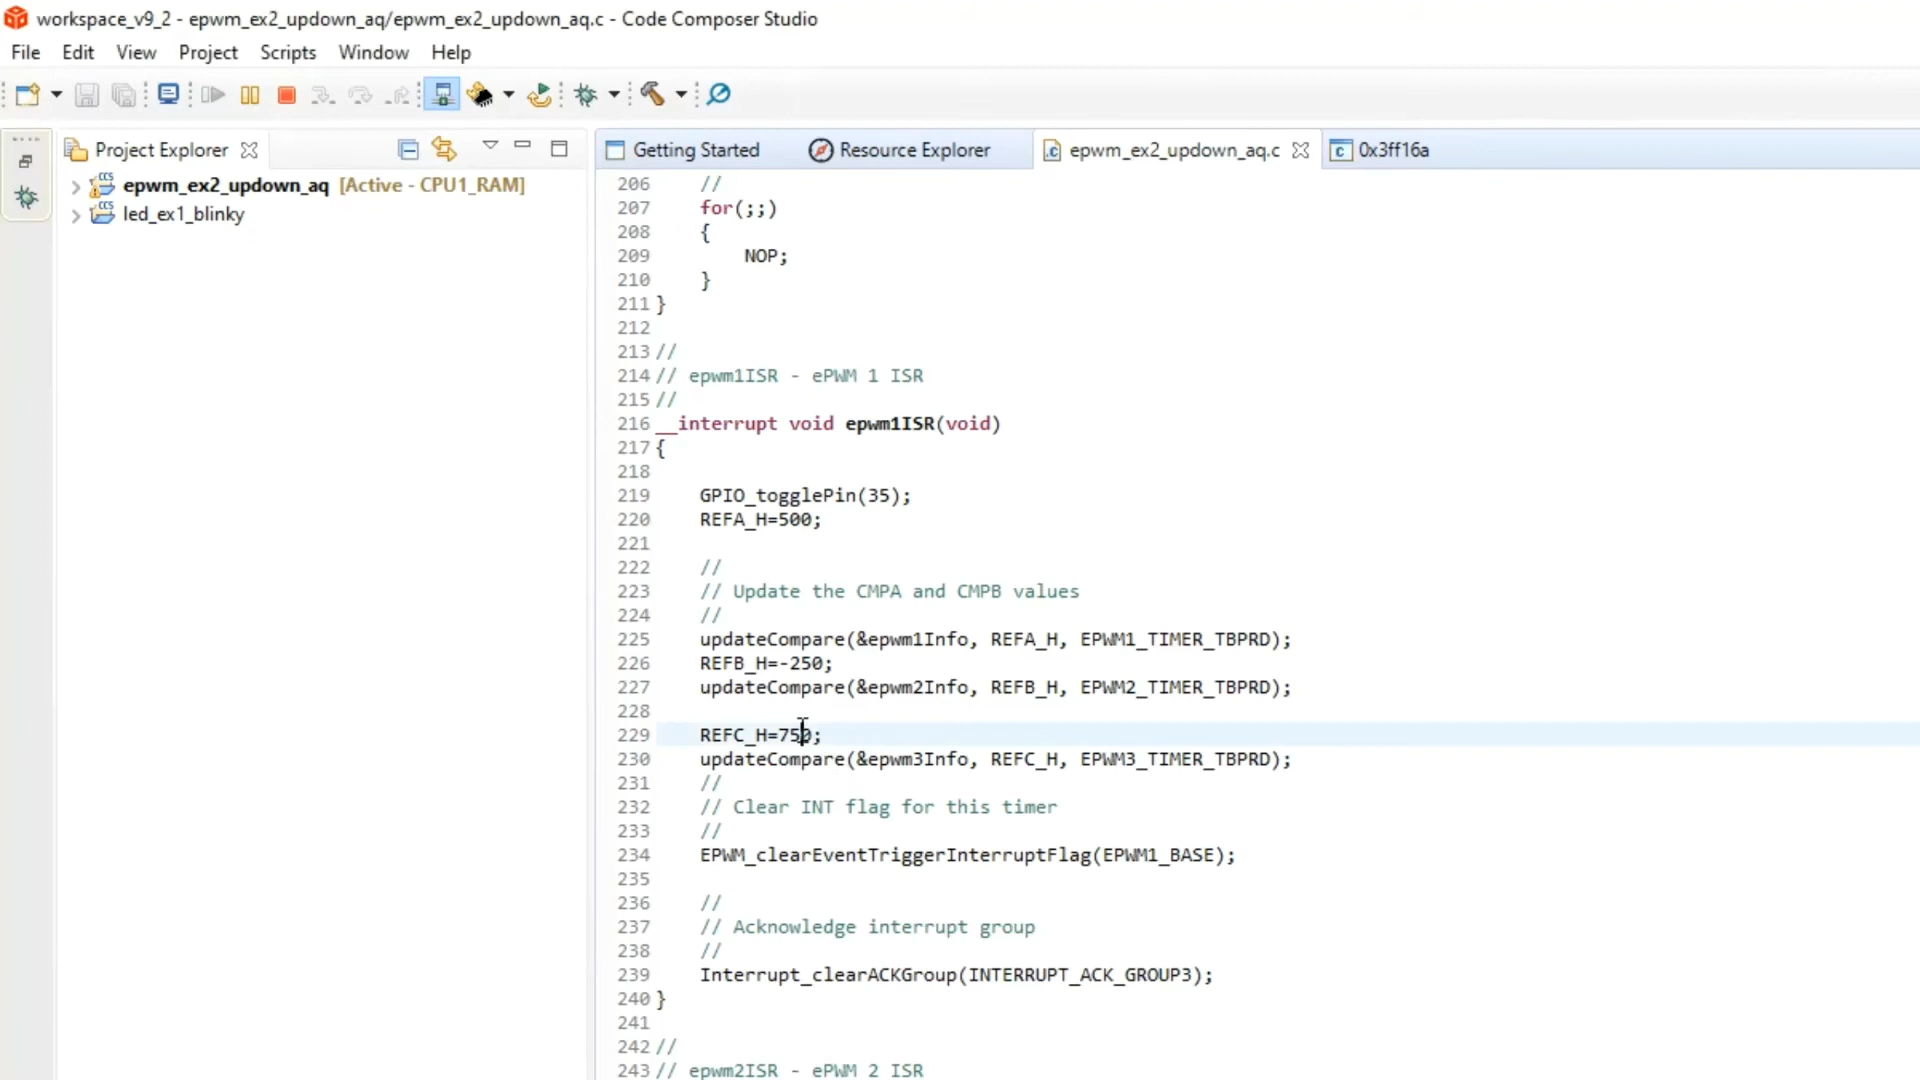 workspace_v9_2 - epwm_ex2_updown_aq/epwm_ex2_updown_aq.c - Code Composer Studio
File Edit View Project Scripts Window Help
Project Explorer
Getting Started
Resource Explorer
epwm_ex2_updown_aq.c
0x3ff16a
epwm_ex2_updown_aq [Active - CPU1_RAM]
led_ex1_blinky
206 //
207 for(;;)
208 {
209 NOP;
210 }
211 }
212
213 //
214 // epwm1ISR - ePWM 1 ISR
215 //
216 __interrupt void epwm1ISR(void)
217 {
218
219 GPIO_togglePin(35);
220 REFA_H=500;
221
222 //
223 // Update the CMPA and CMPB values
224 //
225 updateCompare(&epwm1Info, REFA_H, EPWM1_TIMER_TBPRD);
226 REFB_H=-250;
227 updateCompare(&epwm2Info, REFB_H, EPWM2_TIMER_TBPRD);
228
229 REFC_H=750;
230 updateCompare(&epwm3Info, REFC_H, EPWM3_TIMER_TBPRD);
231 //
232 // Clear INT flag for this timer
233 //
234 EPWM_clearEventTriggerInterruptFlag(EPWM1_BASE);
235
236 //
237 // Acknowledge interrupt group
238 //
239 Interrupt_clearACKGroup(INTERRUPT_ACK_GROUP3);
240 }
241
242 //
243 // epwm2ISR - ePWM 2 ISR